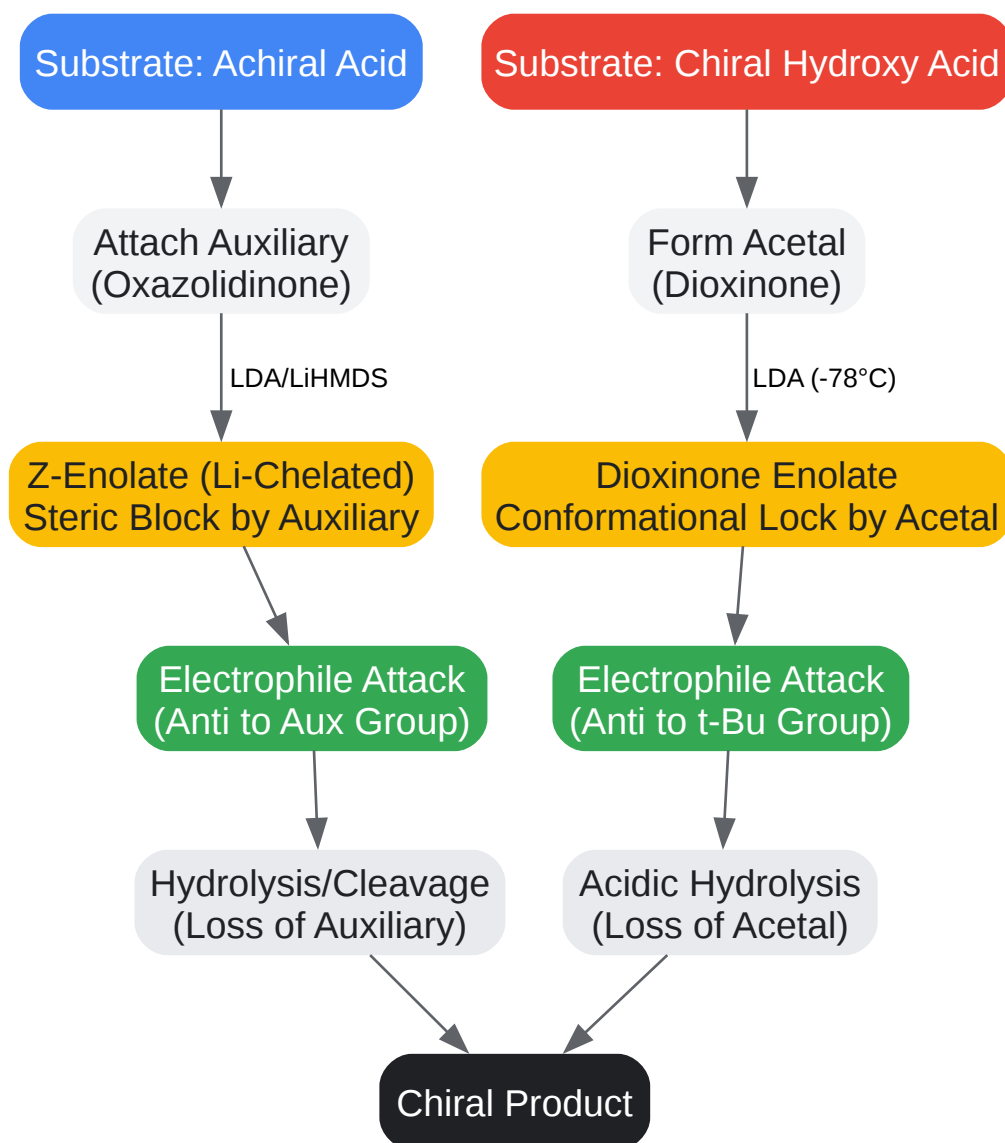 Substrate: Achiral Acid
Substrate: Chiral Hydroxy Acid
Attach Auxiliary
(Oxazolidinone)
Form Acetal
(Dioxinone)
LDA/LiHMDS
LDA (-78°C)
Z-Enolate (Li-Chelated)
Steric Block by Auxiliary
Dioxinone Enolate
Conformational Lock by Acetal
Electrophile Attack
(Anti to Aux Group)
Electrophile Attack
(Anti to t-Bu Group)
Hydrolysis/Cleavage
(Loss of Auxiliary)
Acidic Hydrolysis
(Loss of Acetal)
Chiral Product